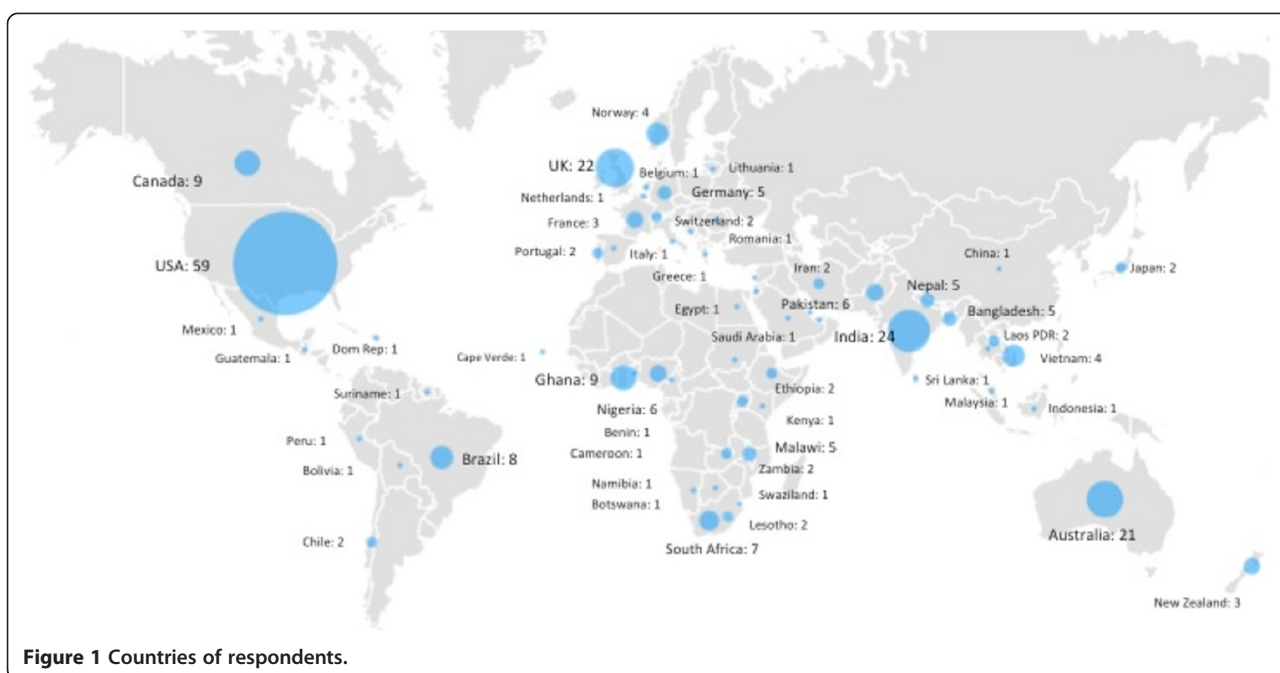 Norway: 4
UK: 22
Belgium: 1
Lithuania: 1
Canada: 9
Netherlands: 1
Germany: 5
France: 3
Switzerland: 2
Romania: 1
Portugal: 2
Italy: 1
China: 1
USA: 59
Iran: 2
Japan: 2
Greece: 1
Nepal: 5
Egypt: 1
Pakistan: 6
Bangladesh: 5
Mexico: 1
Saudi Arabia: 1
India: 24
Laos PDR: 2
Guatemala: 1
Dom Rep: 1
Cape Verde: 1
Vietnam: 4
Ghana: 9
Sri Lanka: 1
Suriname: 1
Ethiopia: 2
Malaysia: 1
Indonesia: 1
Nigeria: 6
Kenya: 1
Peru: 1
Benin: 1
Brazil: 8
Malawi: 5
Cameroon: 1
Bolivia: 1
Zambia: 2
Namibia: 1
Swaziland: 1
Botswana: 1
Lesotho: 2
Chile: 2
South Africa: 7
Australia: 21
New Zealand: 3
Figure 1 Countries of respondents.